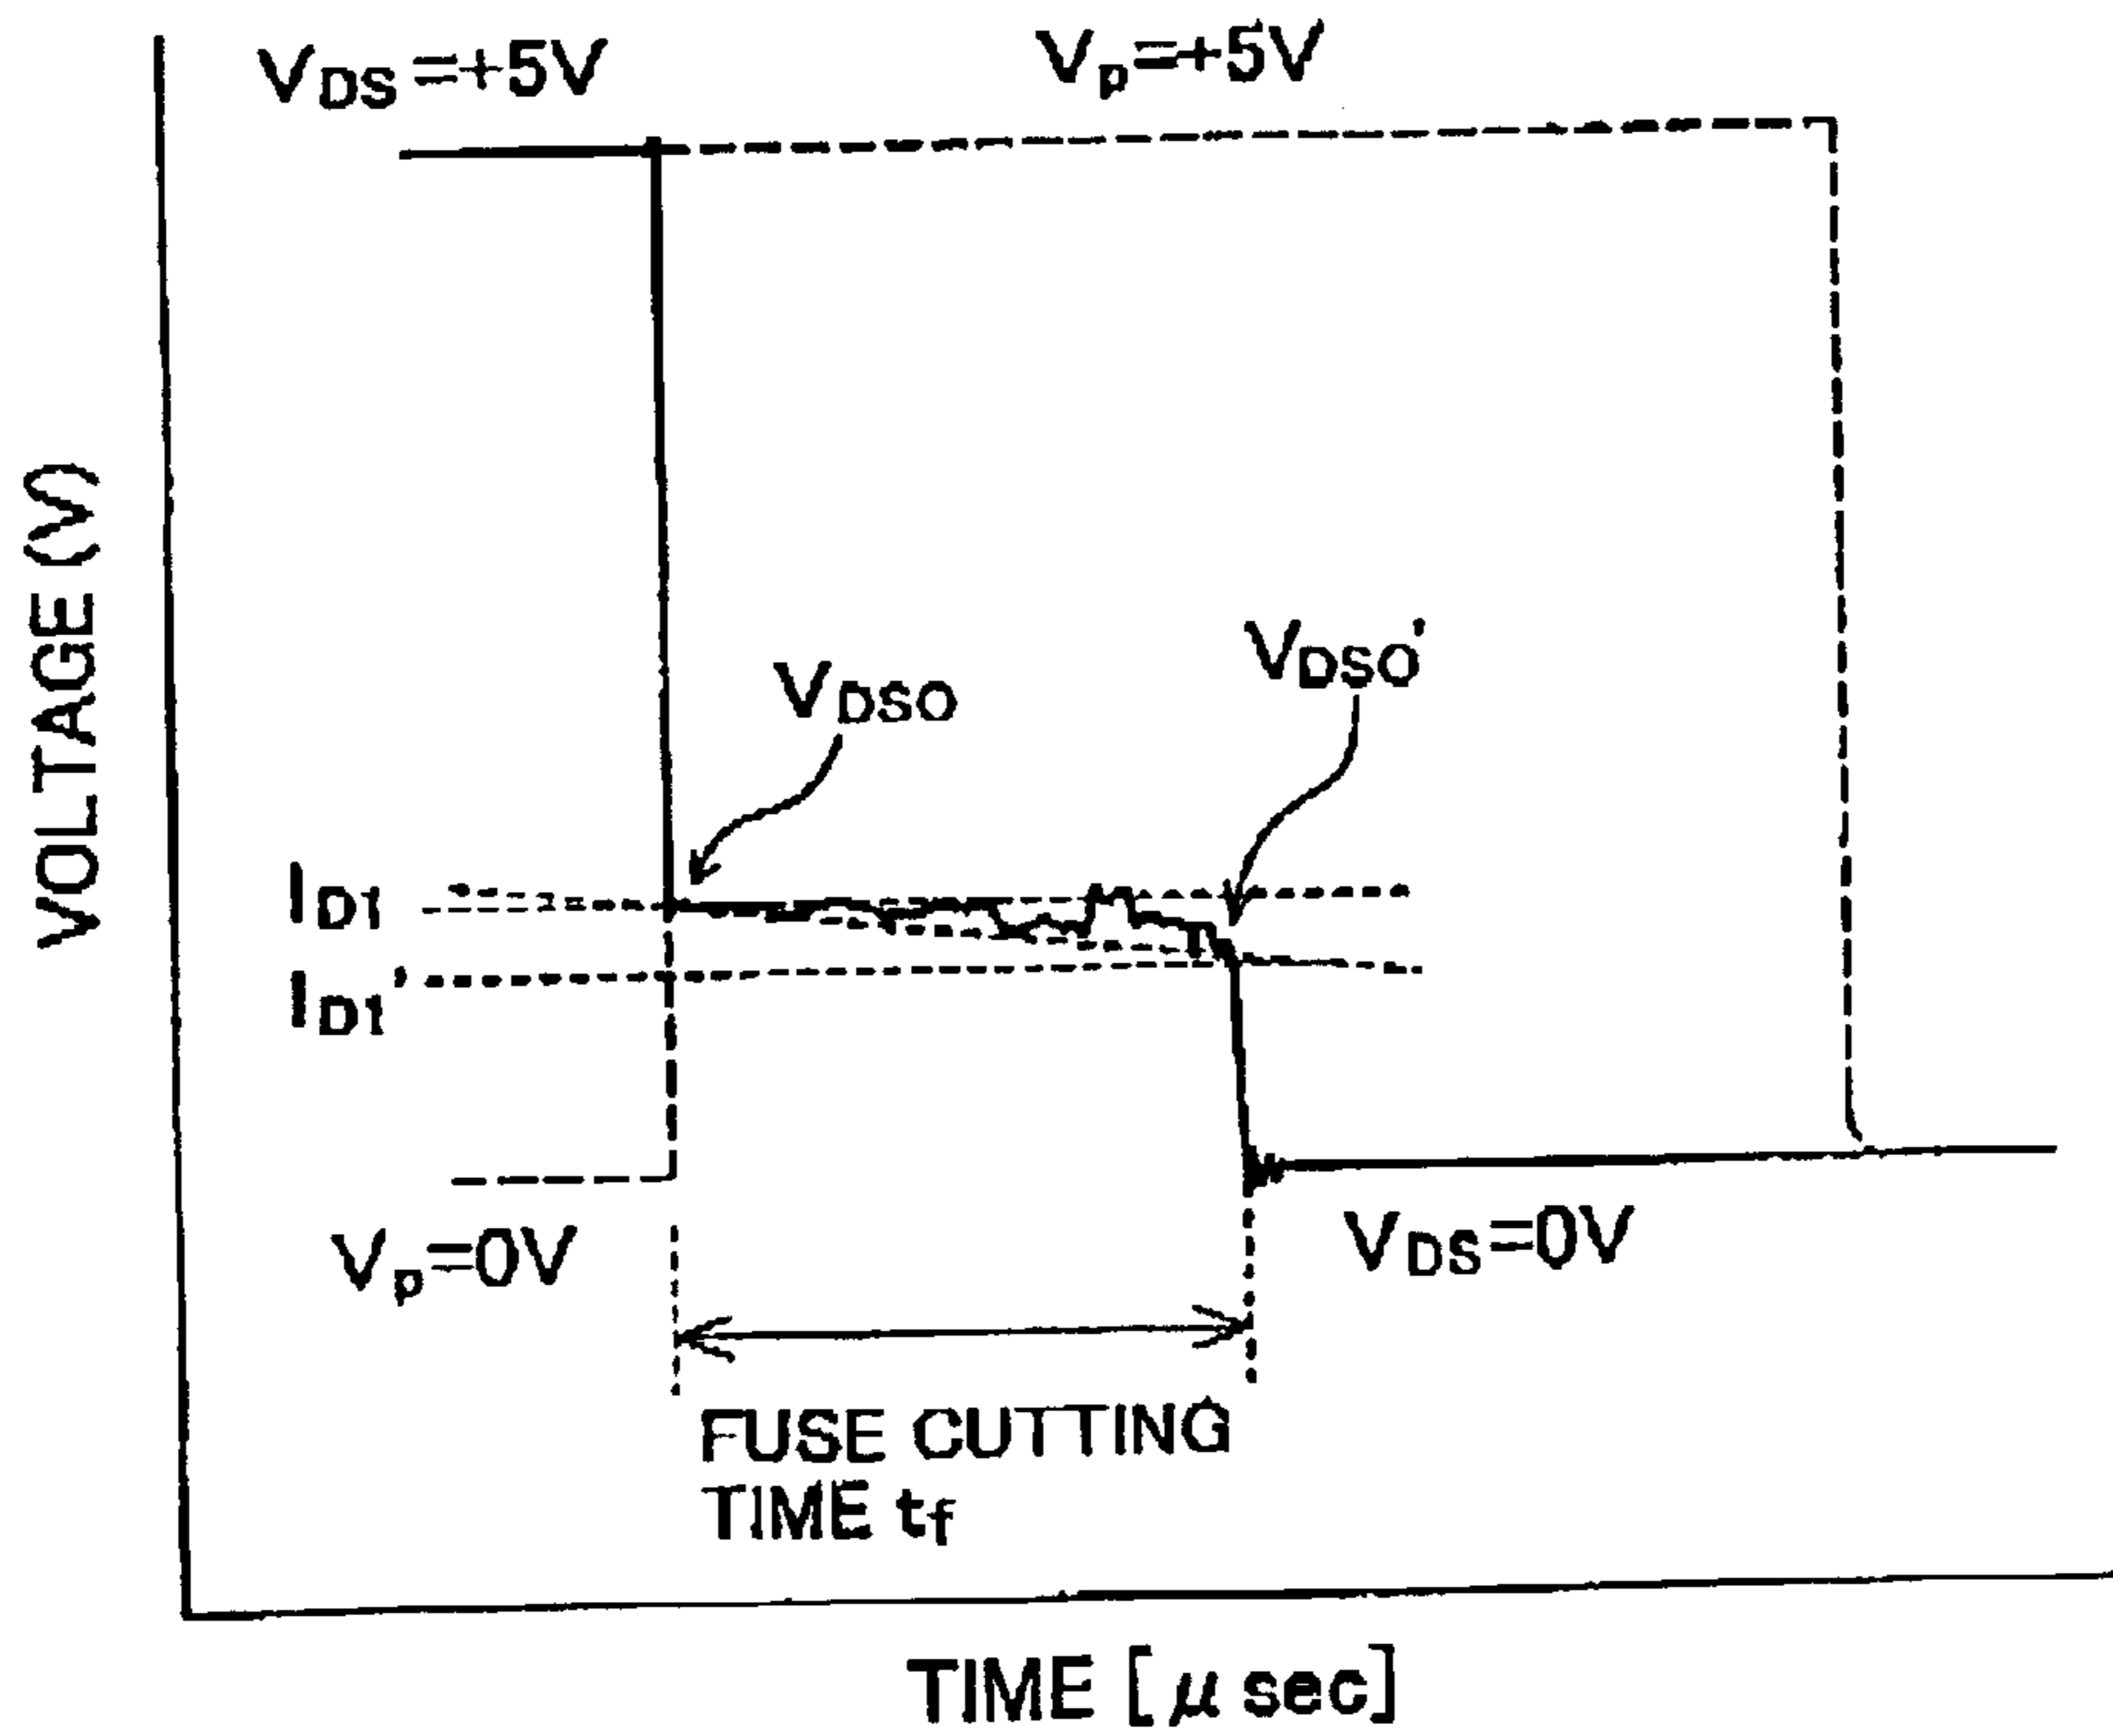 VDS=+5V
Vp=+5V
VOLTAGE (V)
VDSO
VDSO'
ID1
ID1'
Vp=0V
VDS=0V
FUSE CUTTING
TIME tf
TIME [μ sec]